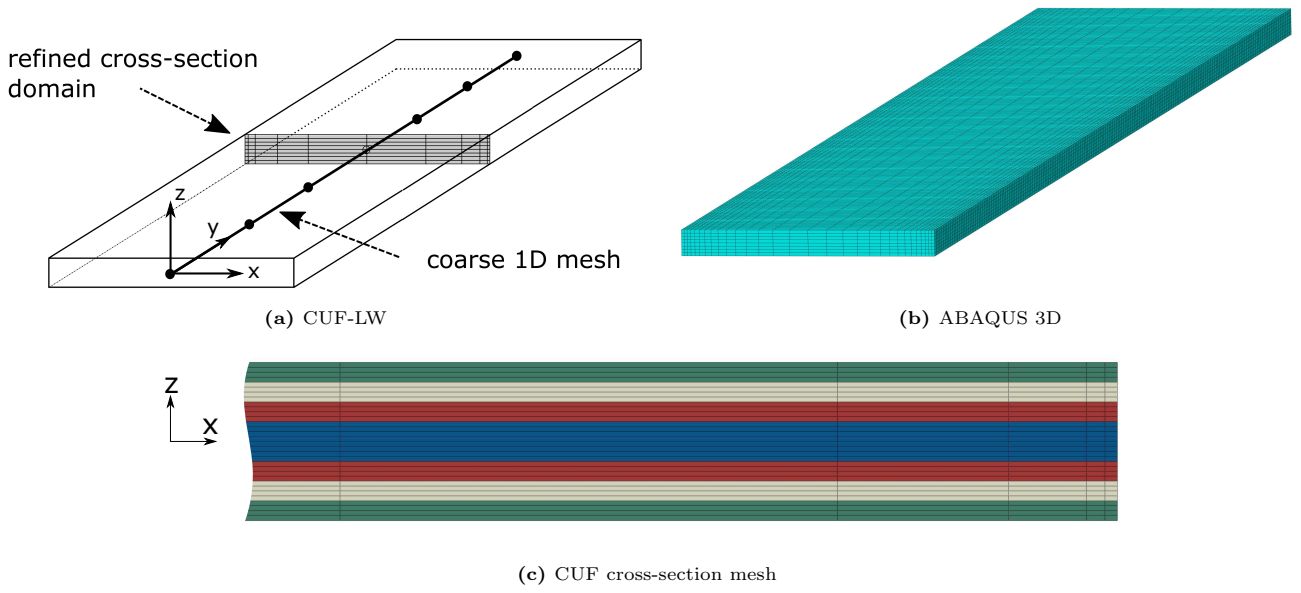 refined cross-section
domain
z
y
x
coarse 1D mesh
(a) CUF-LW
(b) ABAQUS 3D
z
x
(c) CUF cross-section mesh